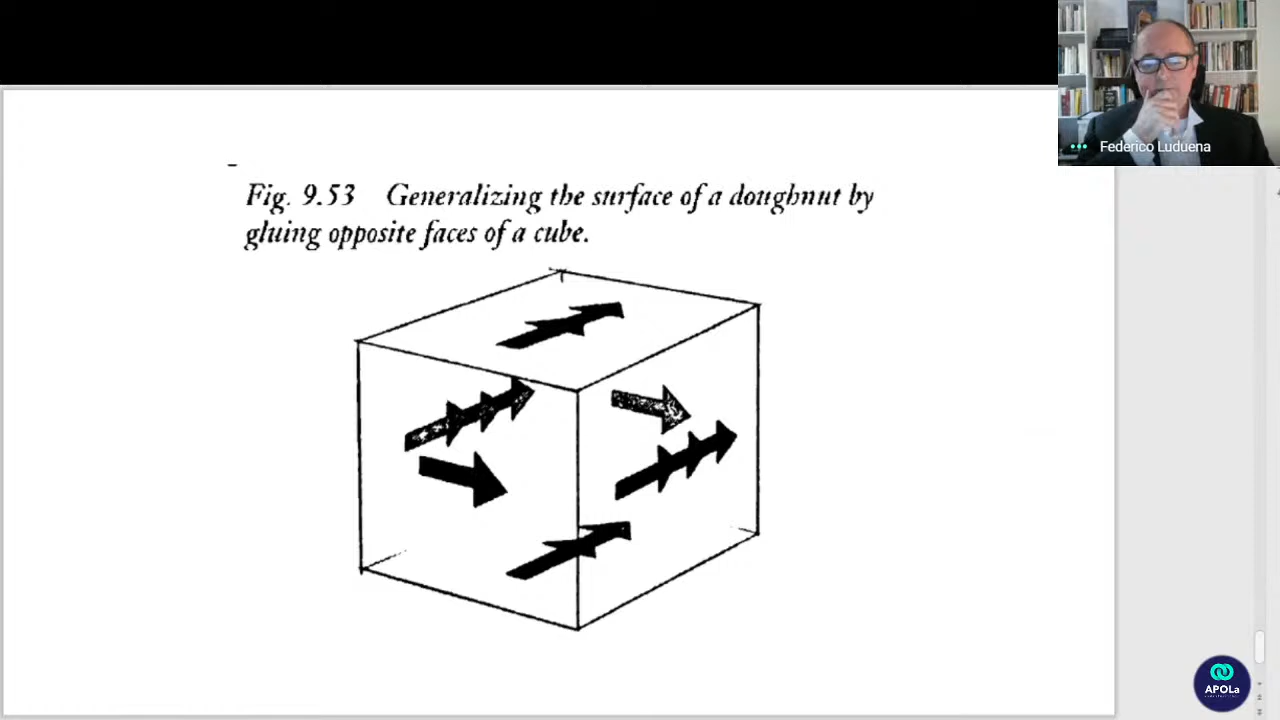 Fig. 9.53 Generalizing the surface of a doughnut by
gluing opposite faces of a cube.
Federico Luduena
APOLa